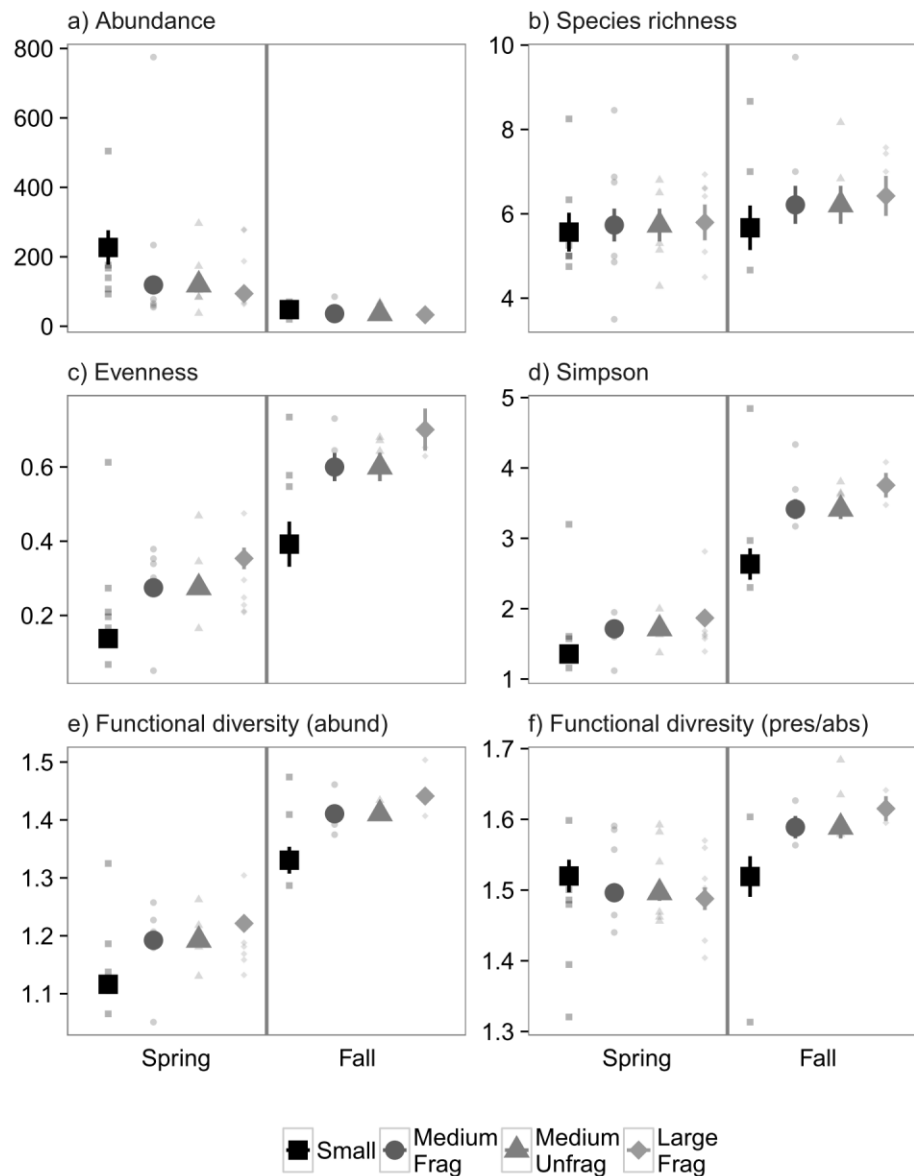 a) Abundance
800
600
400
200
0
b) Species richness
10
8
6
4
c) Evenness
0.6
0.4
0.2
d) Simpson
5
4
3
2
1
e) Functional diversity (abund)
1.5
1.4
1.3
1.2
1.1
Spring Fall
f) Functional divresity (pres/abs)
1.7
1.6
1.5
1.4
1.3
Spring Fall
Small
Medium
Frag
Medium
Unfrag
Large
Frag